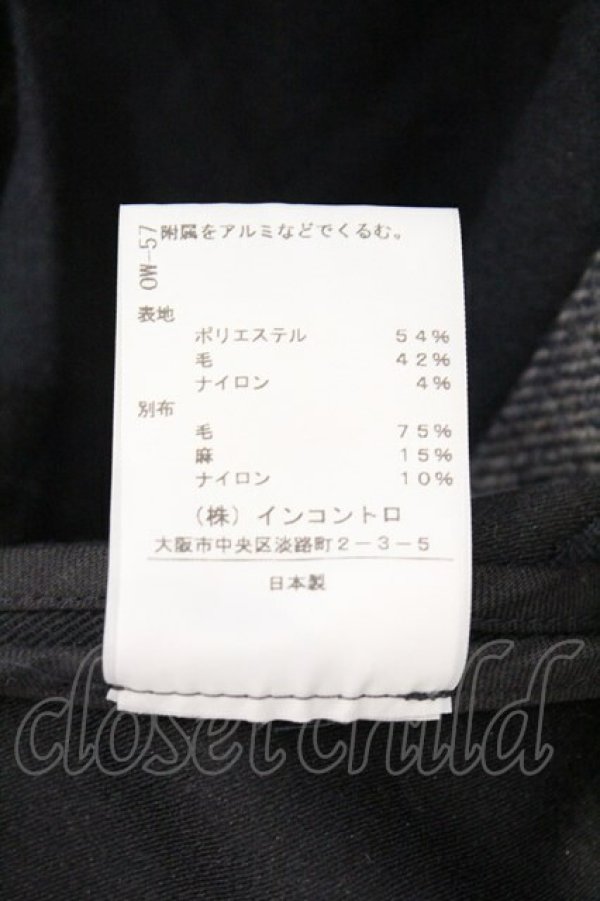 OW-57
附属をアルミなどでくるむ。
表地
ポリエステル 54%
毛 42%
ナイロン 4%
別布
毛 75%
麻 15%
ナイロン 10%
(株)インコントロ
大阪市中央区淡路町2-3-5
日本製
closet child